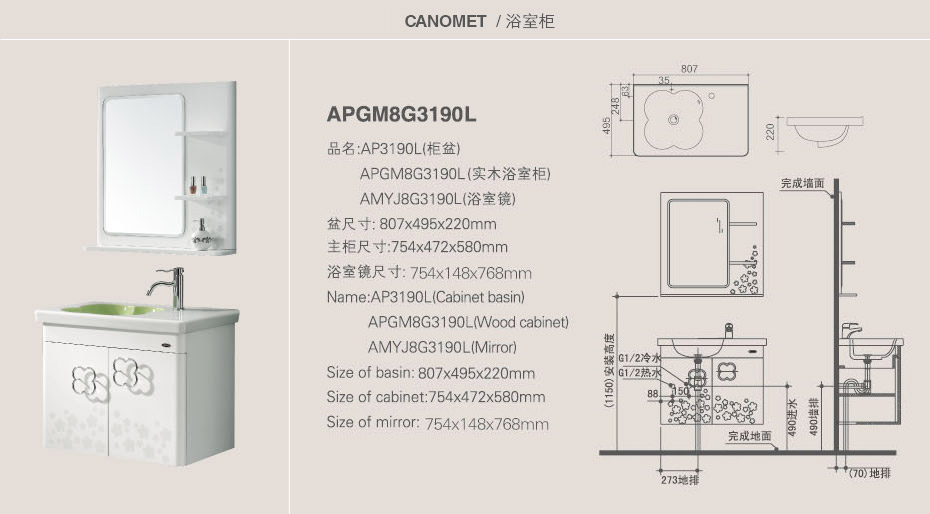 CANOMET / 浴室柜
APGM8G3190L
品名:AP3190L(柜盆)
APGM8G3190L(实木浴室柜)
AMYJ8G3190L(浴室镜)
盆尺寸: 807x495x220mm
主柜尺寸:754x472x580mm
浴室镜尺寸: 754x148x768mm
Name:AP3190L(Cabinet basin)
APGM8G3190L(Wood cabinet)
AMYJ8G3190L(Mirror)
Size of basin: 807x495x220mm
Size of cabinet:754x472x580mm
Size of mirror: 754x148x768mm
807
35
63
248
495
220
完成墙面
(1150)安装高度
G1/2冷水
G1/2热水
150
88
490进水
490墙排
完成地面
273地排
(70)地排